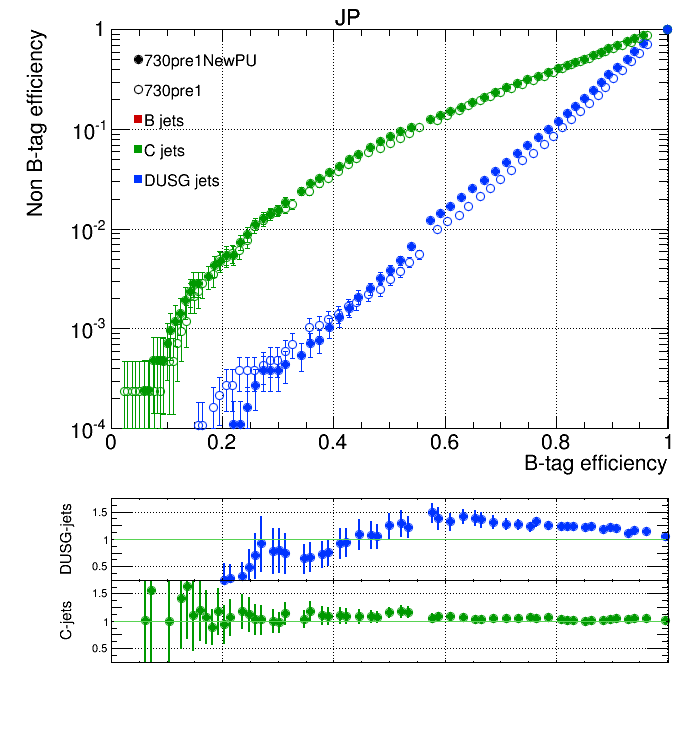 JP
Non B-tag efficiency
1
10-1
10-2
10-3
10-4
730pre1NewPU
730pre1
B jets
C jets
DUSG jets
0 0.2 0.4 0.6 0.8 1
B-tag efficiency
DUSG-jets
1.5
1
0.5
C-jets
1.5
1
0.5